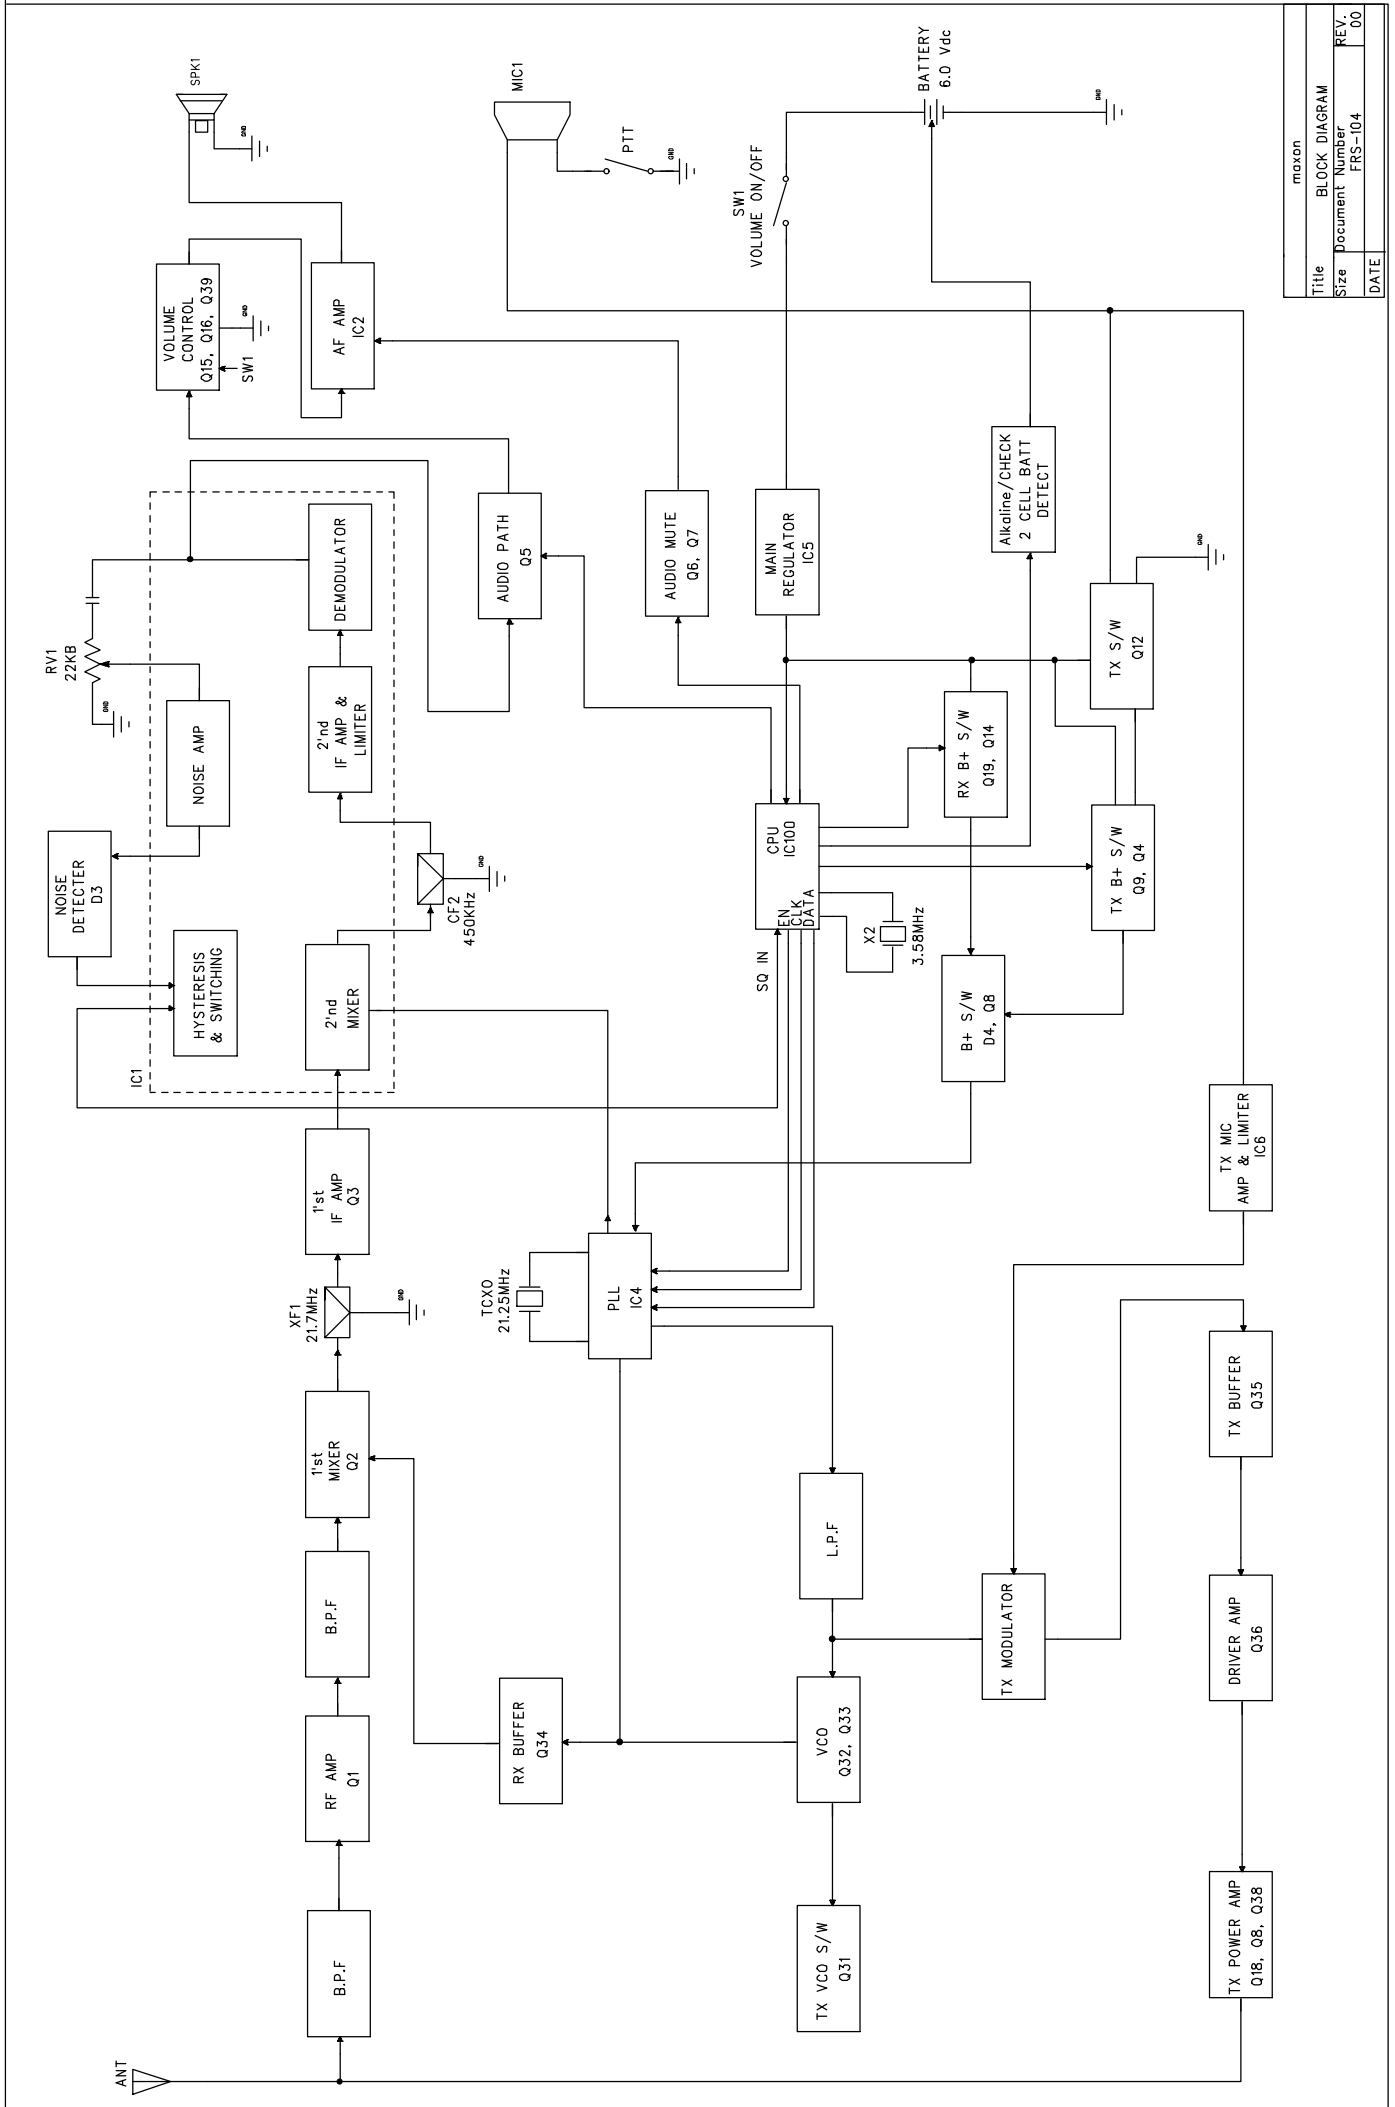 ANT
B.P.F
RF AMP
Q1
B.P.F
1'st
MIXER
Q2
XF1
21.7MHz
GND
1'st
IF AMP
Q3
IC1
2'nd
MIXER
HYSTERESIS
& SWITCHING
NOISE
DETECTER
D3
NOISE AMP
RV1
22KB
GND
CF2
450KHz
GND
2'nd
IF AMP &
LIMITER
DEMODULATOR
VOLUME
CONTROL
Q15, Q16, Q39
SW1
GND
AF AMP
IC2
SPK1
GND
RX BUFFER
Q34
TCXO
21.25MHz
PLL
IC4
AUDIO PATH
Q5
AUDIO MUTE
Q6, Q7
MIC1
PTT
GND
TX VCO S/W
Q31
VCO
Q32, Q33
L.P.F
SQ IN
EN
CLK
DATA
CPU
IC100
X2
3.58MHz
MAIN
REGULATOR
IC5
SW1
VOLUME ON/OFF
BATTERY
6.0 Vdc
GND
TX MODULATOR
B+ S/W
D4, Q8
RX B+ S/W
Q19, Q14
Alkaline/CHECK
2 CELL BATT
DETECT
TX B+ S/W
Q9, Q4
TX S/W
Q12
GND
TX POWER AMP
Q18, Q8, Q38
DRIVER AMP
Q36
TX BUFFER
Q35
TX MIC
AMP & LIMITER
IC6
maxon
Title
BLOCK DIAGRAM
Size
Document Number
FRS-104
REV.
00
DATE